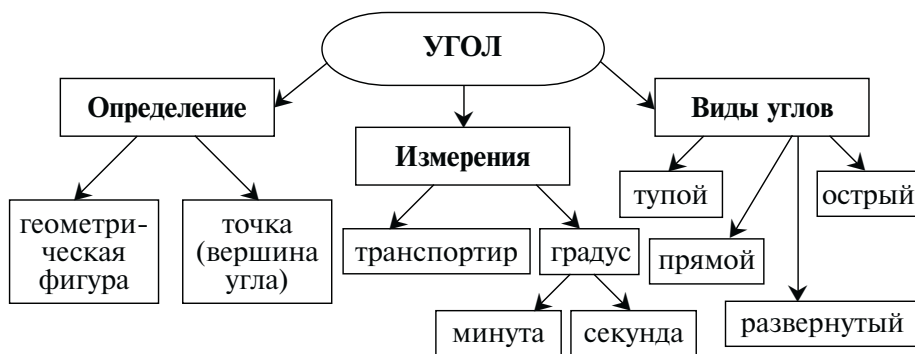 УГОЛ
Определение
Измерения
Виды углов
геометри-
ческая
фигура
точка
(вершина
угла)
транспортир
градус
минута
секунда
тупой
прямой
развернутый
острый